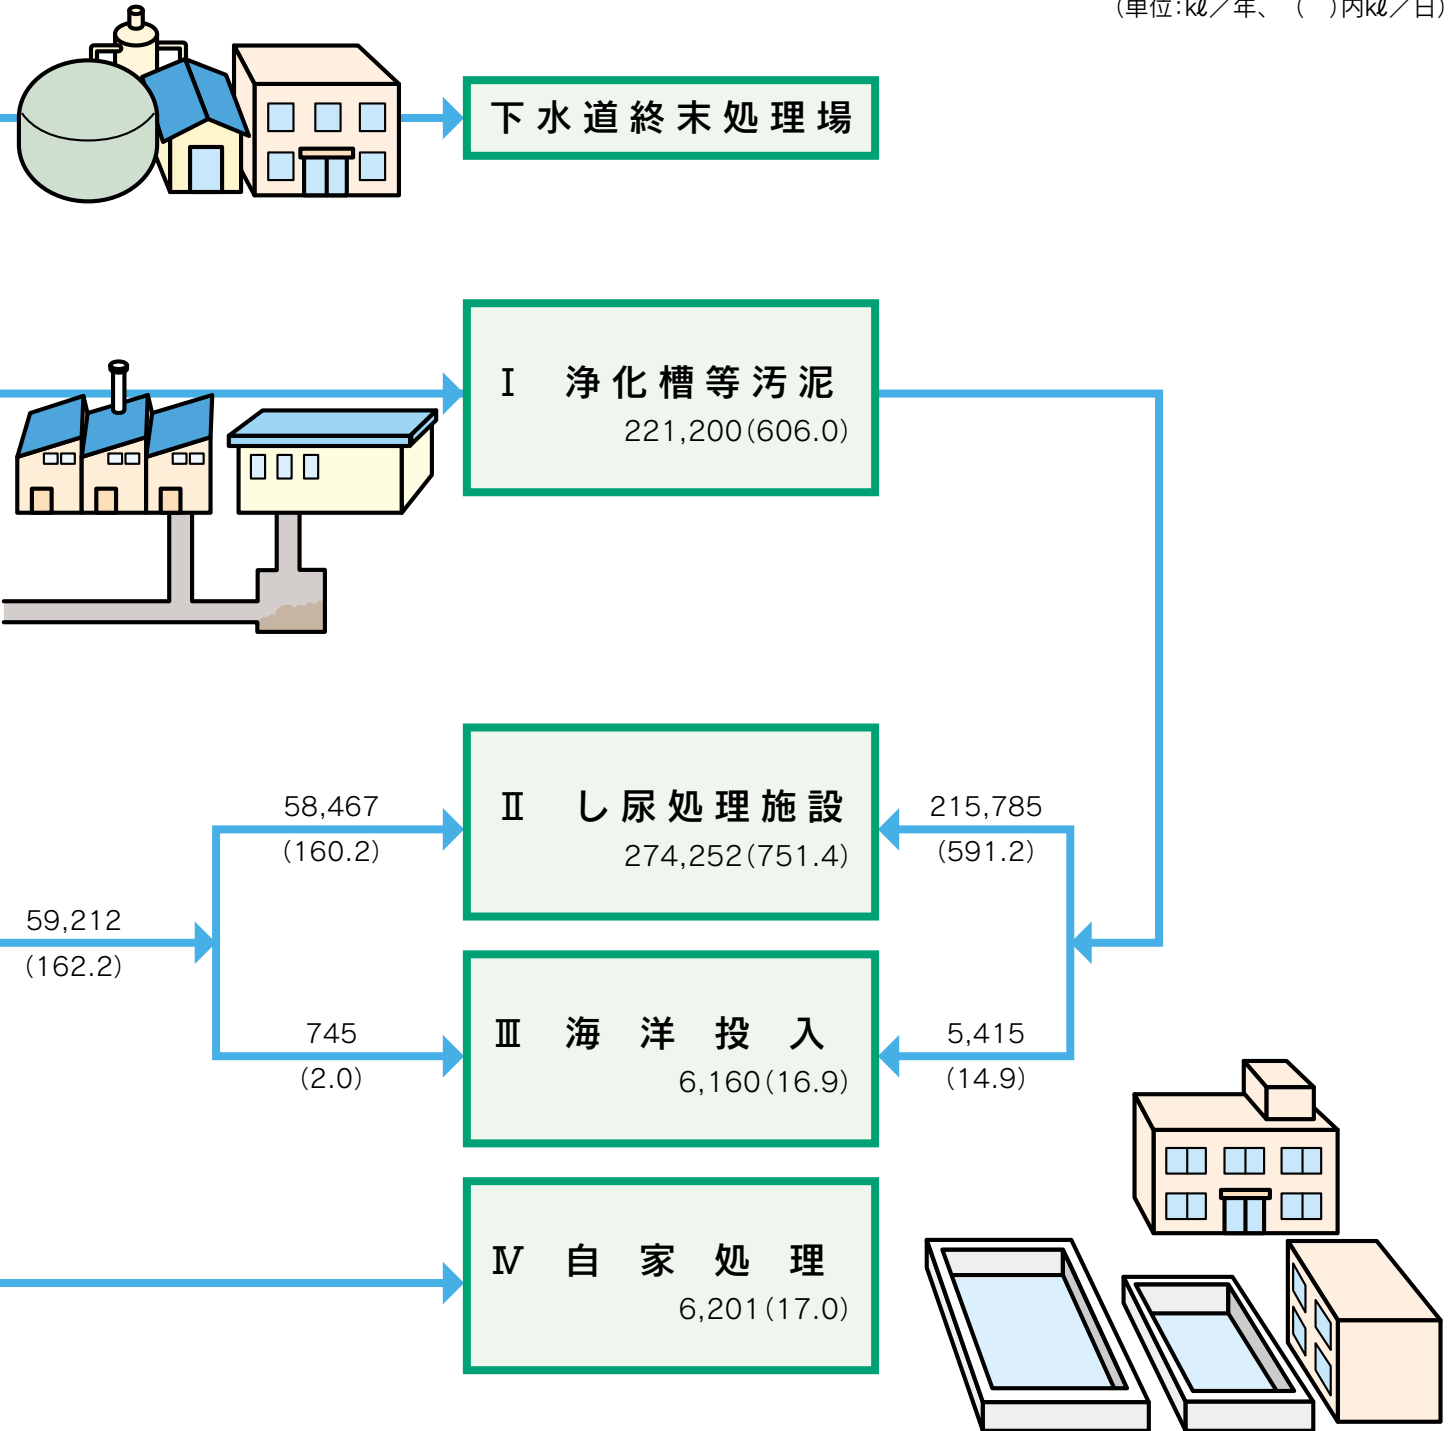 (単位:kℓ／年、(　)内kℓ／日)
下水道終末処理場
Ⅰ　浄化槽等汚泥
221,200(606.0)
58,467
(160.2)
Ⅱ　し尿処理施設
274,252(751.4)
215,785
(591.2)
59,212
(162.2)
745
(2.0)
Ⅲ　海洋投入
6,160(16.9)
5,415
(14.9)
Ⅳ　自家処理
6,201(17.0)